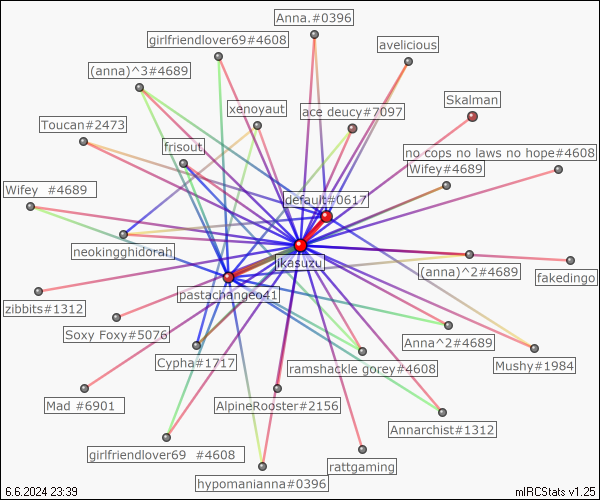 Anna.#0396
girlfriendlover69#4608
avelicious
(anna)^3#4689
Skalman
xenoyaut
ace deucy#7097
Toucan#2473
frisout
no cops no laws no hope#4608
Wifey#4689
Wifey  #4689
default#0617
neokingghidorah
ikasuzu
(anna)^2#4689
fakedingo
pastachangeo41
zibbits#1312
Soxy Foxy#5076
Anna^2#4689
Cypha#1717
ramshackle gorey#4608
Mushy#1984
Mad #6901
AlpineRooster#2156
Annarchist#1312
girlfriendlover69  #4608
rattgaming
hypomanianna#0396
6.6.2024 23:39
mIRCStats v1.25